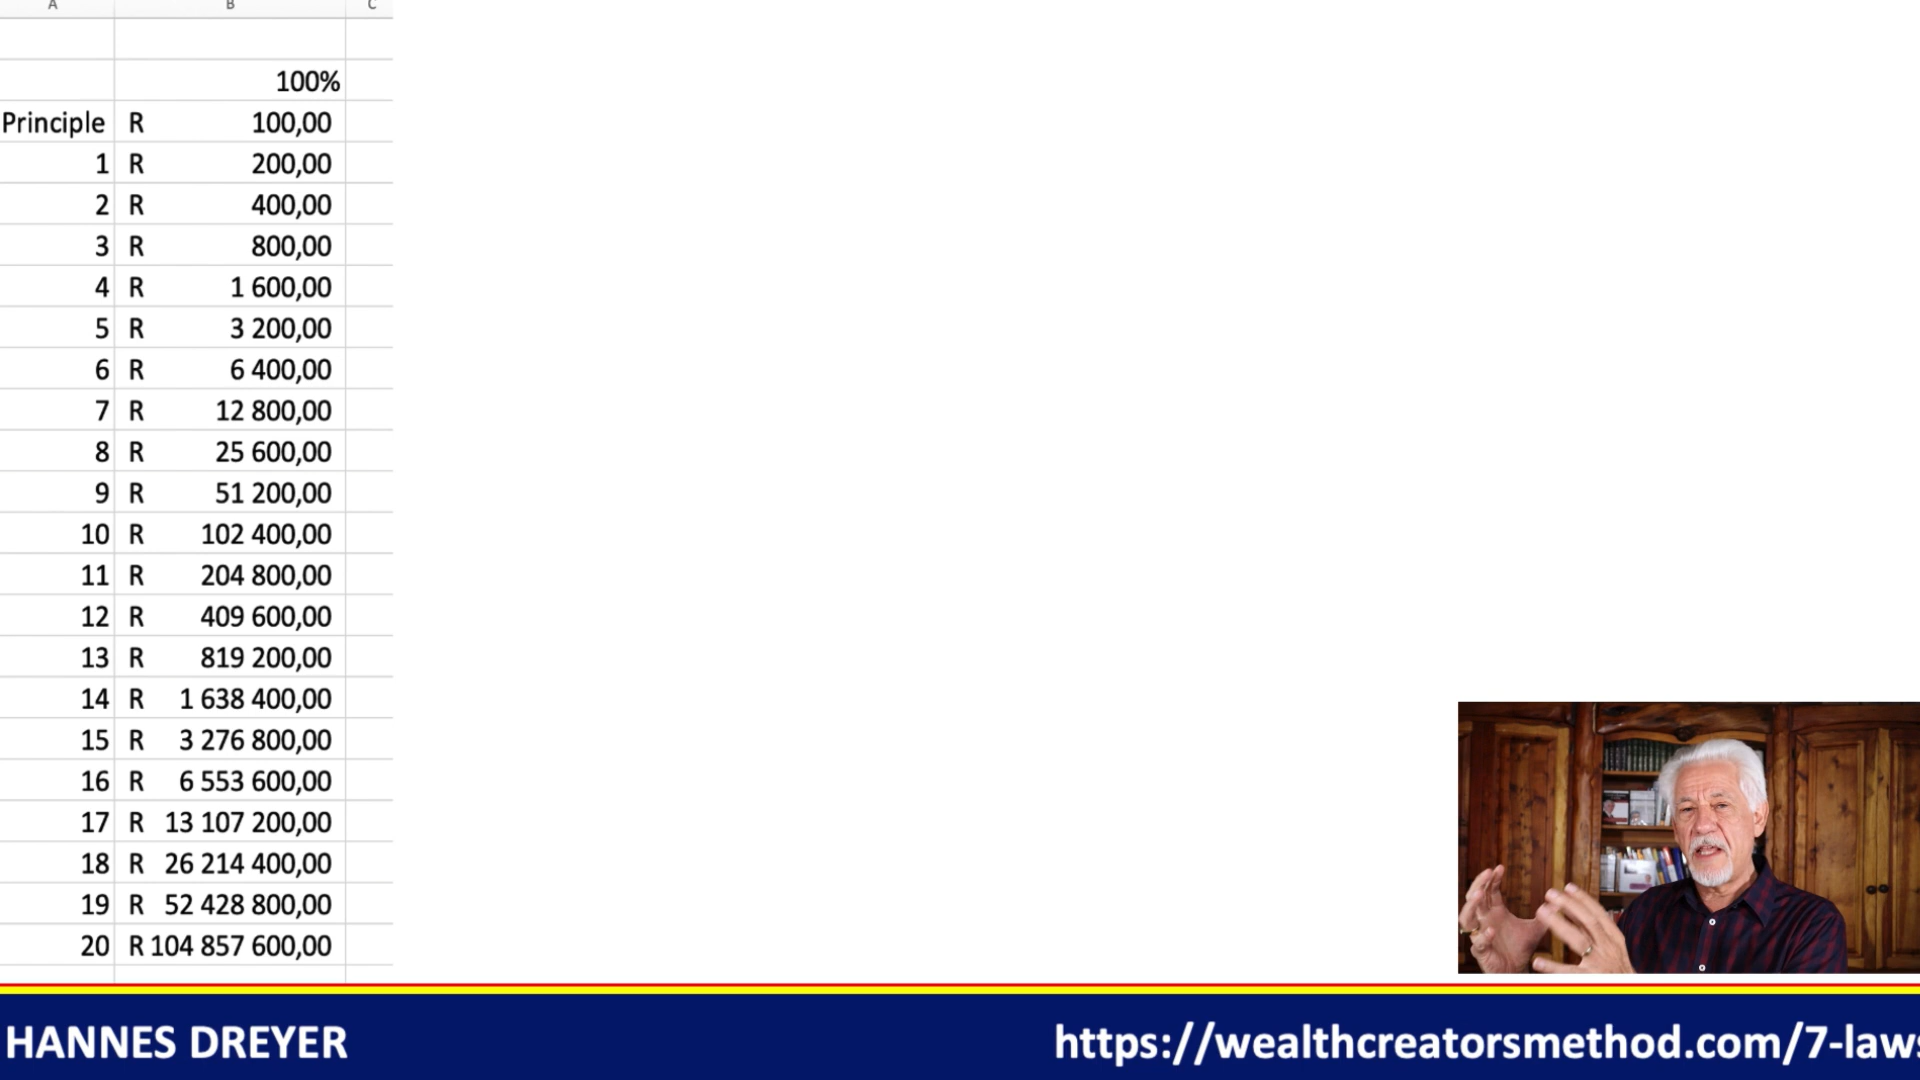 A B C
100%
Principle R 100,00
1 R 200,00
2 R 400,00
3 R 800,00
4 R 1 600,00
5 R 3 200,00
6 R 6 400,00
7 R 12 800,00
8 R 25 600,00
9 R 51 200,00
10 R 102 400,00
11 R 204 800,00
12 R 409 600,00
13 R 819 200,00
14 R 1 638 400,00
15 R 3 276 800,00
16 R 6 553 600,00
17 R 13 107 200,00
18 R 26 214 400,00
19 R 52 428 800,00
20 R 104 857 600,00
HANNES DREYER
https://wealthcreatorsmethod.com/7-laws